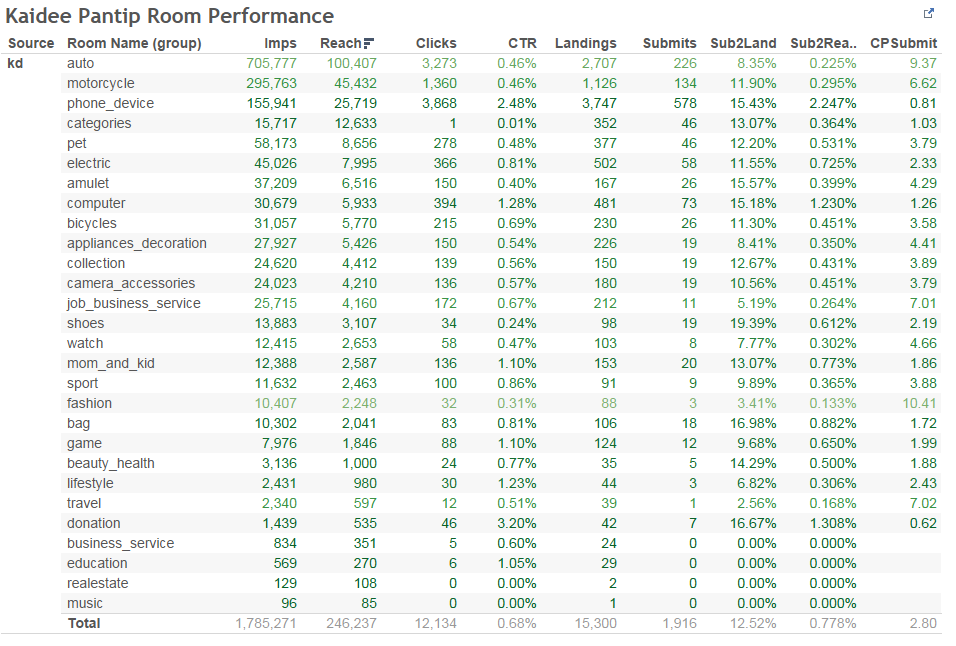 Kaidee Pantip Room Performance
Source Room Name (group) Imps Reach Clicks CTR Landings Submits Sub2Land Sub2Rea.. CPSubmit
kd auto 705,777 100,407 3,273 0.46% 2,707 226 8.35% 0.225% 9.37
motorcycle 295,763 45,432 1,360 0.46% 1,126 134 11.90% 0.295% 6.62
phone_device 155,941 25,719 3,868 2.48% 3,747 578 15.43% 2.247% 0.81
categories 15,717 12,633 1 0.01% 352 46 13.07% 0.364% 1.03
pet 58,173 8,656 278 0.48% 377 46 12.20% 0.531% 3.79
electric 45,026 7,995 366 0.81% 502 58 11.55% 0.725% 2.33
amulet 37,209 6,516 150 0.40% 167 26 15.57% 0.399% 4.29
computer 30,679 5,933 394 1.28% 481 73 15.18% 1.230% 1.26
bicycles 31,057 5,770 215 0.69% 230 26 11.30% 0.451% 3.58
appliances_decoration 27,927 5,426 150 0.54% 226 19 8.41% 0.350% 4.41
collection 24,620 4,412 139 0.56% 150 19 12.67% 0.431% 3.89
camera_accessories 24,023 4,210 136 0.57% 180 19 10.56% 0.451% 3.79
job_business_service 25,715 4,160 172 0.67% 212 11 5.19% 0.264% 7.01
shoes 13,883 3,107 34 0.24% 98 19 19.39% 0.612% 2.19
watch 12,415 2,653 58 0.47% 103 8 7.77% 0.302% 4.66
mom_and_kid 12,388 2,587 136 1.10% 153 20 13.07% 0.773% 1.86
sport 11,632 2,463 100 0.86% 91 9 9.89% 0.365% 3.88
fashion 10,407 2,248 32 0.31% 88 3 3.41% 0.133% 10.41
bag 10,302 2,041 83 0.81% 106 18 16.98% 0.882% 1.72
game 7,976 1,846 88 1.10% 124 12 9.68% 0.650% 1.99
beauty_health 3,136 1,000 24 0.77% 35 5 14.29% 0.500% 1.88
lifestyle 2,431 980 30 1.23% 44 3 6.82% 0.306% 2.43
travel 2,340 597 12 0.51% 39 1 2.56% 0.168% 7.02
donation 1,439 535 46 3.20% 42 7 16.67% 1.308% 0.62
business_service 834 351 5 0.60% 24 0 0.00% 0.000%
education 569 270 6 1.05% 29 0 0.00% 0.000%
realestate 129 108 0 0.00% 2 0 0.00% 0.000%
music 96 85 0 0.00% 1 0 0.00% 0.000%
Total 1,785,271 246,237 12,134 0.68% 15,300 1,916 12.52% 0.778% 2.80